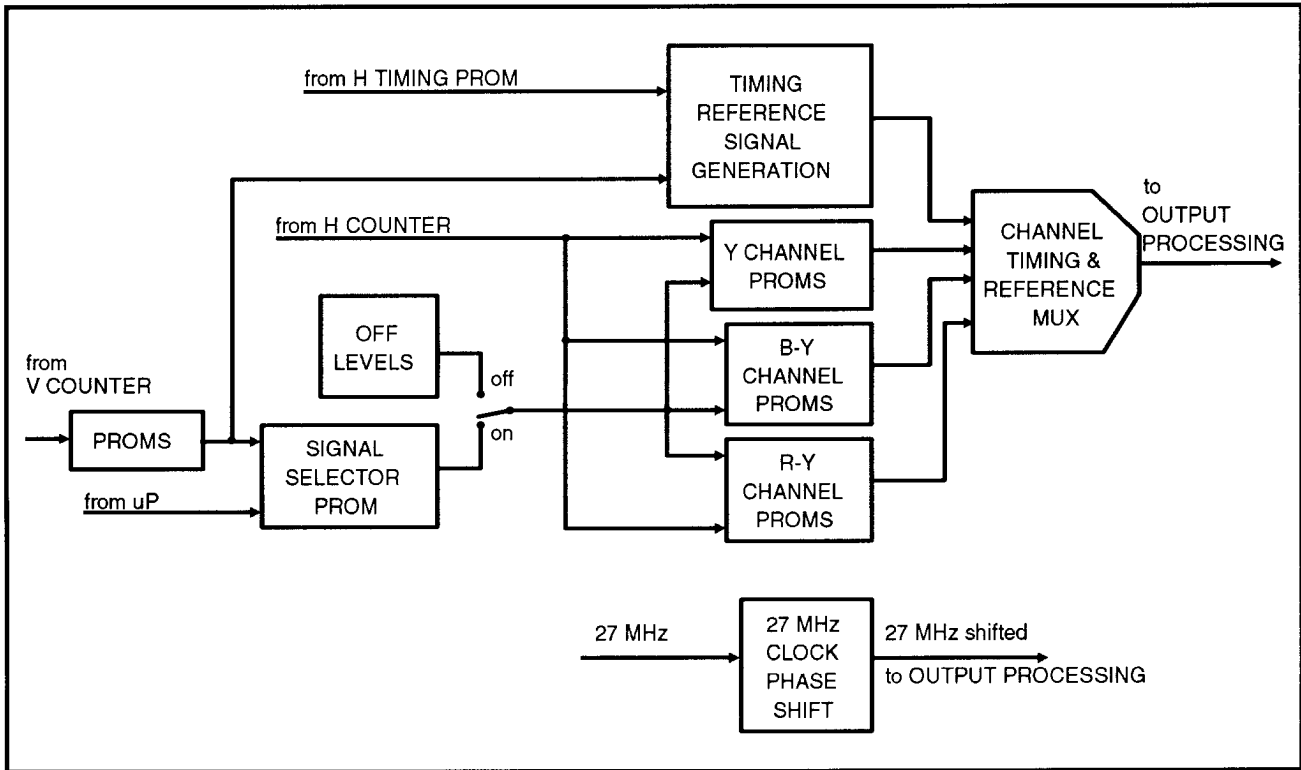 from H TIMING PROM
TIMING
REFERENCE
SIGNAL
GENERATION
from H COUNTER
Y CHANNEL
PROMS
CHANNEL
TIMING &
REFERENCE
MUX
to
OUTPUT
PROCESSING
OFF
LEVELS
off
on
B-Y
CHANNEL
PROMS
from
V COUNTER
PROMS
SIGNAL
SELECTOR
PROM
from uP
R-Y
CHANNEL
PROMS
27 MHz
27 MHz
CLOCK
PHASE
SHIFT
27 MHz shifted
to OUTPUT PROCESSING